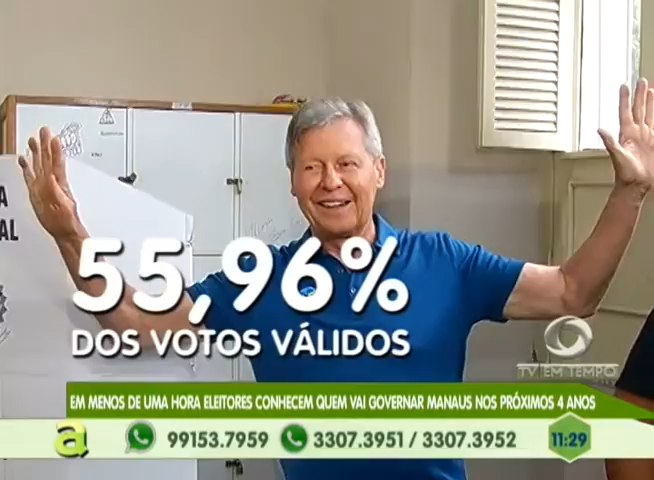 A
AL
55,96%
DOS VOTOS VÁLIDOS
TV EM TEMPO
EM MENOS DE UMA HORA ELEITORES CONHECEM QUEM VAI GOVERNAR MANAUS NOS PRÓXIMOS 4 ANOS
a 99153.7959 3307.3951 / 3307.3952 11:29